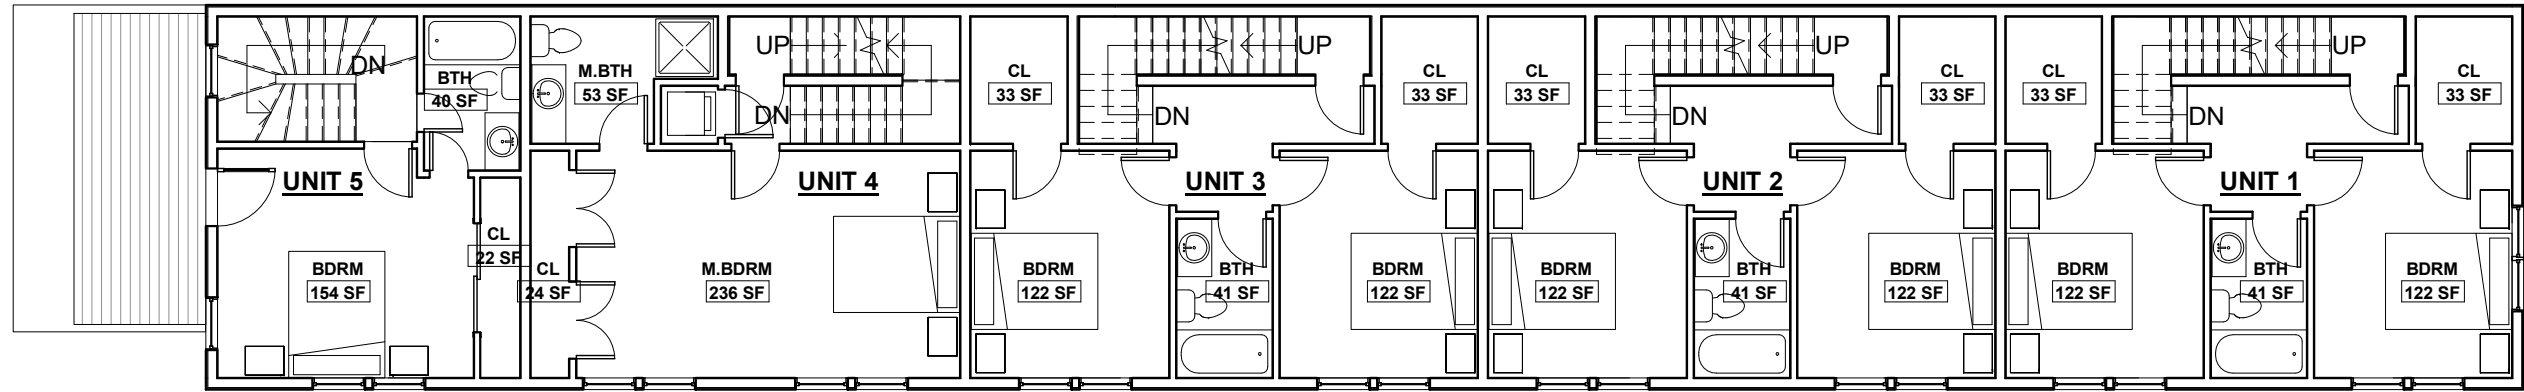 DN
BTH
40 SF
UNIT 5
BDRM
154 SF
CL
22 SF
M.BTH
53 SF
UP
DN
UNIT 4
CL
24 SF
M.BDRM
236 SF
CL
33 SF
UP
DN
CL
33 SF
UNIT 3
BDRM
122 SF
BTH
41 SF
BDRM
122 SF
CL
33 SF
UP
DN
CL
33 SF
UNIT 2
BDRM
122 SF
BTH
41 SF
BDRM
122 SF
CL
33 SF
UP
DN
CL
33 SF
UNIT 1
BDRM
122 SF
BTH
41 SF
BDRM
122 SF